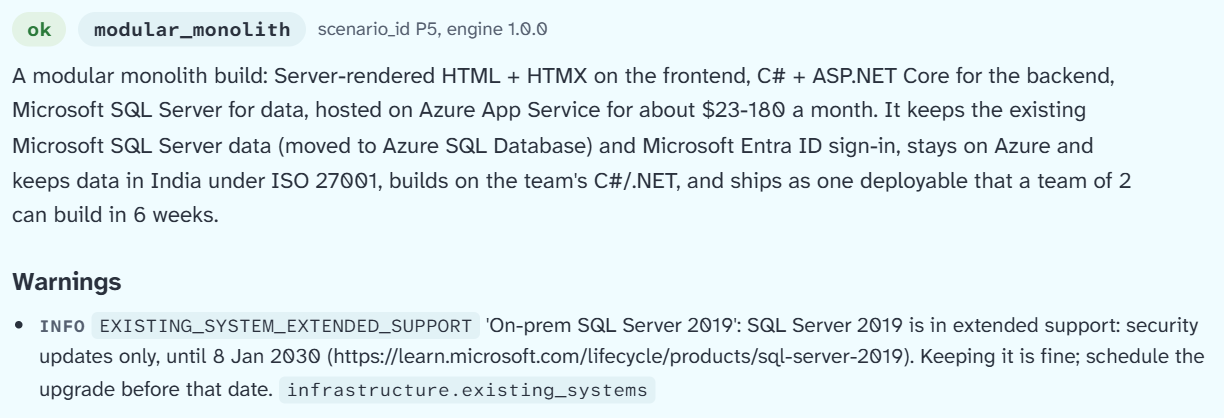 ok modular_monolith scenario_id P5, engine 1.0.0
A modular monolith build: Server-rendered HTML + HTMX on the frontend, C# + ASP.NET Core for the backend,
Microsoft SQL Server for data, hosted on Azure App Service for about $23-180 a month. It keeps the existing
Microsoft SQL Server data (moved to Azure SQL Database) and Microsoft Entra ID sign-in, stays on Azure and
keeps data in India under ISO 27001, builds on the team's C#/.NET, and ships as one deployable that a team of 2
can build in 6 weeks.
Warnings
• INFO EXISTING_SYSTEM_EXTENDED_SUPPORT 'On-prem SQL Server 2019': SQL Server 2019 is in extended support: security
updates only, until 8 Jan 2030 (https://learn.microsoft.com/lifecycle/products/sql-server-2019). Keeping it is fine; schedule the
upgrade before that date. infrastructure.existing_systems